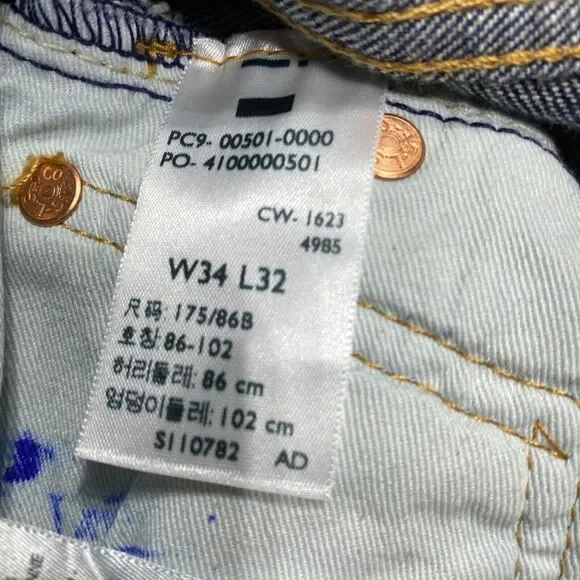 PC9- 00501-0000
PO- 4100000501
CW- 1623
4985
W34 L32
尺码 175/86B
호칭 86-102
허리둘레: 86 cm
엉덩이둘레: 102 cm
S110782 AD
CO